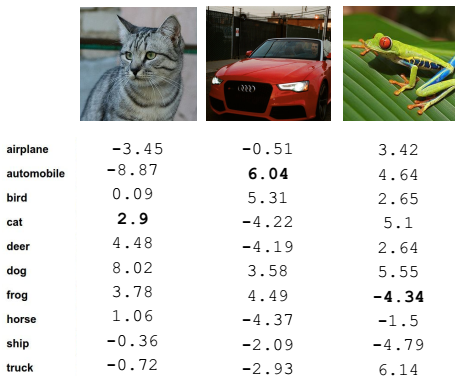 airplane -3.45 -0.51 3.42
automobile -8.87 6.04 4.64
bird 0.09 5.31 2.65
cat 2.9 -4.22 5.1
deer 4.48 -4.19 2.64
dog 8.02 3.58 5.55
frog 3.78 4.49 -4.34
horse 1.06 -4.37 -1.5
ship -0.36 -2.09 -4.79
truck -0.72 -2.93 6.14